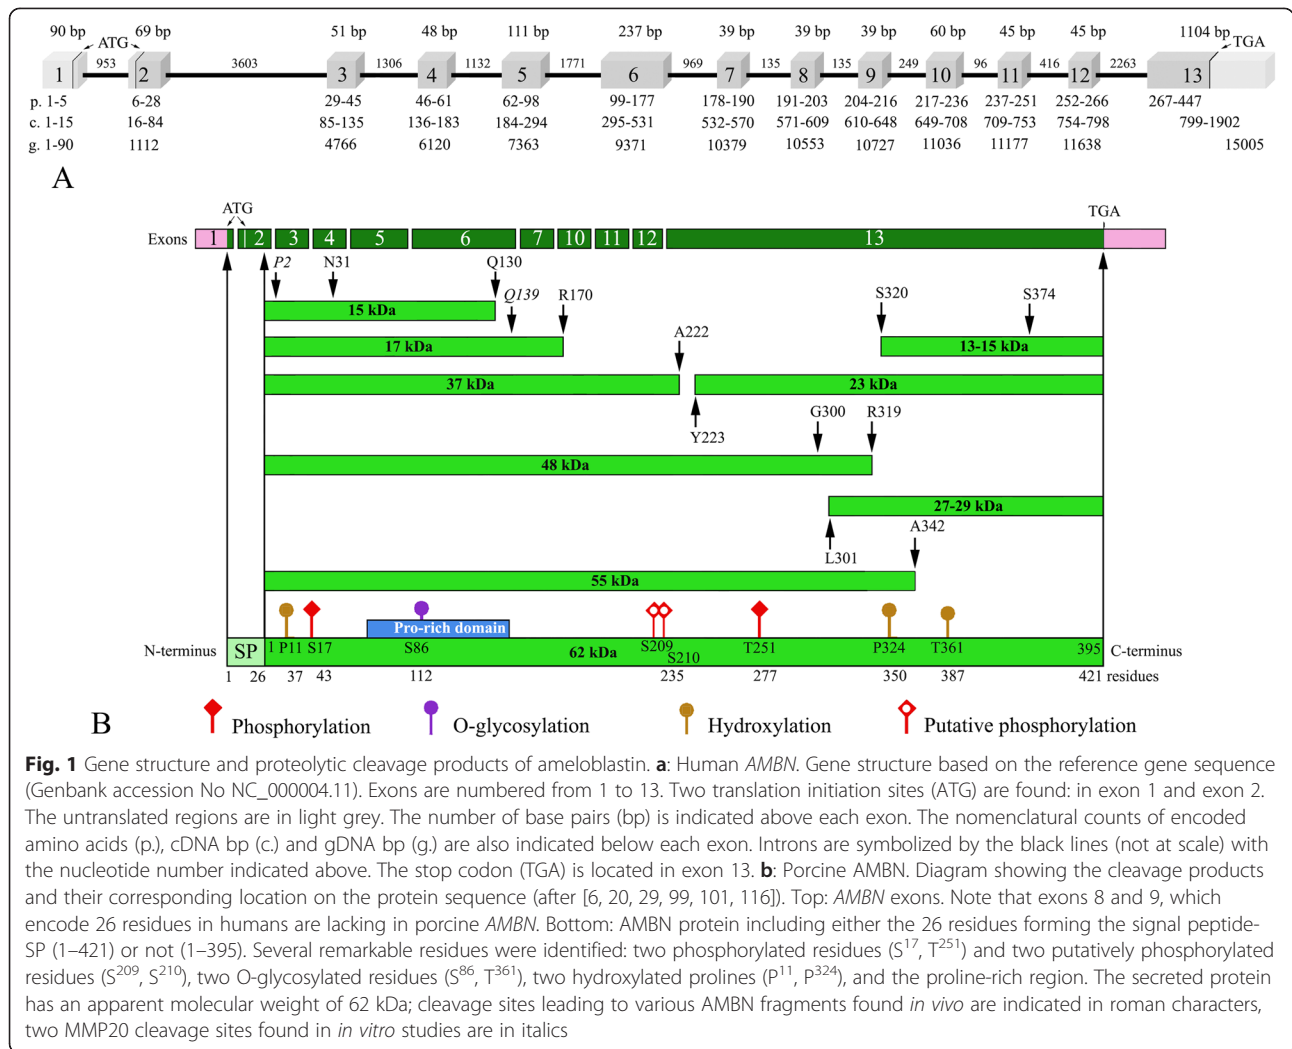 90 bp ATG 69 bp 51 bp 48 bp 111 bp 237 bp 39 bp 39 bp 39 bp 60 bp 45 bp 45 bp 1104 bp TGA
1 953 2 3603 3 1306 4 1132 5 1771 6 969 7 135 8 135 9 249 10 96 11 416 12 2263 13
p. 1-5 6-28 29-45 46-61 62-98 99-177 178-190 191-203 204-216 217-236 237-251 252-266 267-447
c. 1-15 16-84 85-135 136-183 184-294 295-531 532-570 571-609 610-648 649-708 709-753 754-798 799-1902
g. 1-90 1112 4766 6120 7363 9371 10379 10553 10727 11036 11177 11638 15005
A
ATG TGA
Exons 1 2 3 4 5 6 7 10 11 12 13
P2 N31 Q130
Q139 R170 S320 S374
15 kDa
A222
17 kDa 13-15 kDa
37 kDa 23 kDa
G300 R319
Y223
48 kDa
27-29 kDa
A342
L301
55 kDa
Pro-rich domain
N-terminus SP 1 P11 S17 S86 62 kDa S209 S210 T251 P324 T361 395 C-terminus
1 26 37 43 112 235 277 350 387 421 residues
B Phosphorylation O-glycosylation Hydroxylation Putative phosphorylation
Fig. 1 Gene structure and proteolytic cleavage products of ameloblastin. a: Human AMBN. Gene structure based on the reference gene sequence
(Genbank accession No NC_000004.11). Exons are numbered from 1 to 13. Two translation initiation sites (ATG) are found: in exon 1 and exon 2.
The untranslated regions are in light grey. The number of base pairs (bp) is indicated above each exon. The nomenclatural counts of encoded
amino acids (p.), cDNA bp (c.) and gDNA bp (g.) are also indicated below each exon. Introns are symbolized by the black lines (not at scale) with
the nucleotide number indicated above. The stop codon (TGA) is located in exon 13. b: Porcine AMBN. Diagram showing the cleavage products
and their corresponding location on the protein sequence (after [6, 20, 29, 99, 101, 116]). Top: AMBN exons. Note that exons 8 and 9, which
encode 26 residues in humans are lacking in porcine AMBN. Bottom: AMBN protein including either the 26 residues forming the signal peptide-
SP (1–421) or not (1–395). Several remarkable residues were identified: two phosphorylated residues (S17, T251) and two putatively phosphorylated
residues (S209, S210), two O-glycosylated residues (S86, T361), two hydroxylated prolines (P11, P324), and the proline-rich region. The secreted protein
has an apparent molecular weight of 62 kDa; cleavage sites leading to various AMBN fragments found in vivo are indicated in roman characters,
two MMP20 cleavage sites found in in vitro studies are in italics